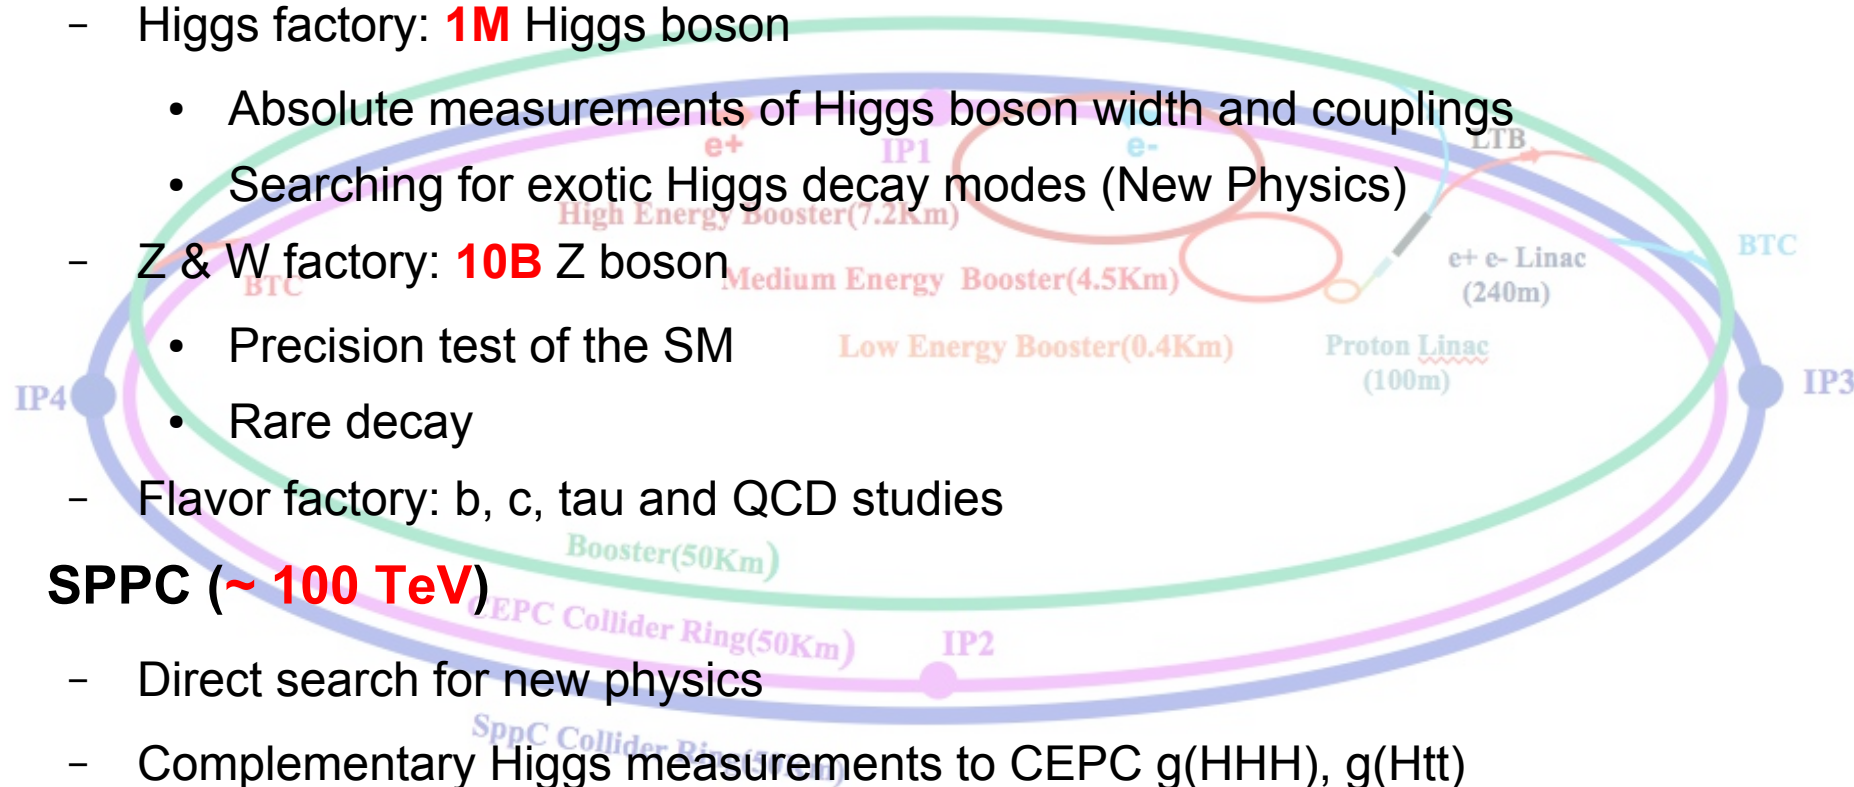 – Higgs factory: 1M Higgs boson
• Absolute measurements of Higgs boson width and couplings
e+ IP1 e- LTB
• Searching for exotic Higgs decay modes (New Physics)
High Energy Booster(7.2Km)
– Z & W factory: 10B Z boson
BTC
e+ e- Linac
(240m)
BTC
Medium Energy Booster(4.5Km)
• Precision test of the SM
Low Energy Booster(0.4Km)
Proton Linac
(100m)
IP4
IP3
• Rare decay
– Flavor factory: b, c, tau and QCD studies
Booster(50Km)
SPPC (~ 100 TeV)
CEPC Collider Ring(50Km)
IP2
– Direct search for new physics
SppC Collider Ring(50Km)
– Complementary Higgs measurements to CEPC g(HHH), g(Htt)